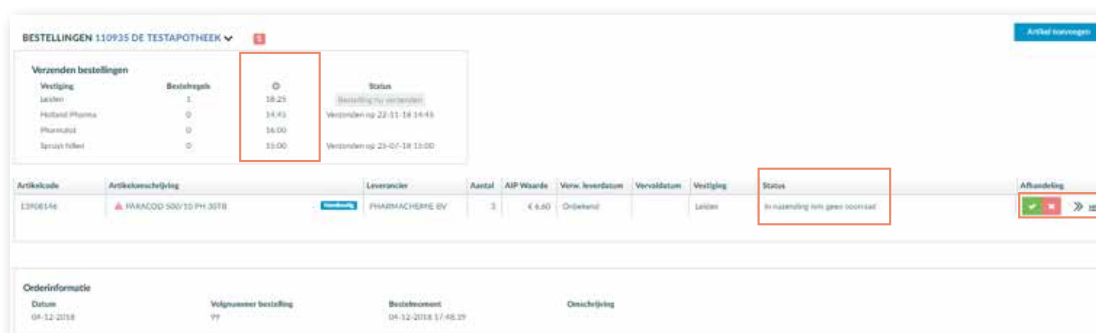 BESTELLINGEN 110935 DE TESTAPOTHEEK 1
Artikel toevoegen
Verzenden bestellingen
Vestiging Bestelregels Status
Leiden 1 18:25 Bestelling nu verzenden
Holland Pharma 0 14:45 Verzonden op 22-11-18 14:45
Pharmalot 0 16:00
Spruyt hillen 0 15:00 Verzonden op 25-07-18 15:00
Artikelcode Artikelomschrijving Leverancier Aantal AIP Waarde Verw. leverdatum Vervaldatum Vestiging Status Afhandeling
PARACOD 500/10 PH 30TB PHARMACHEMIE BV € 6,60 Onbekend Leiden In nazending ivm geen voorraad
Orderinformatie
Datum Volgnummer bestelling Bestelmoment Omschrijving
04-12-2018 99 04-12-2018 17:48:39